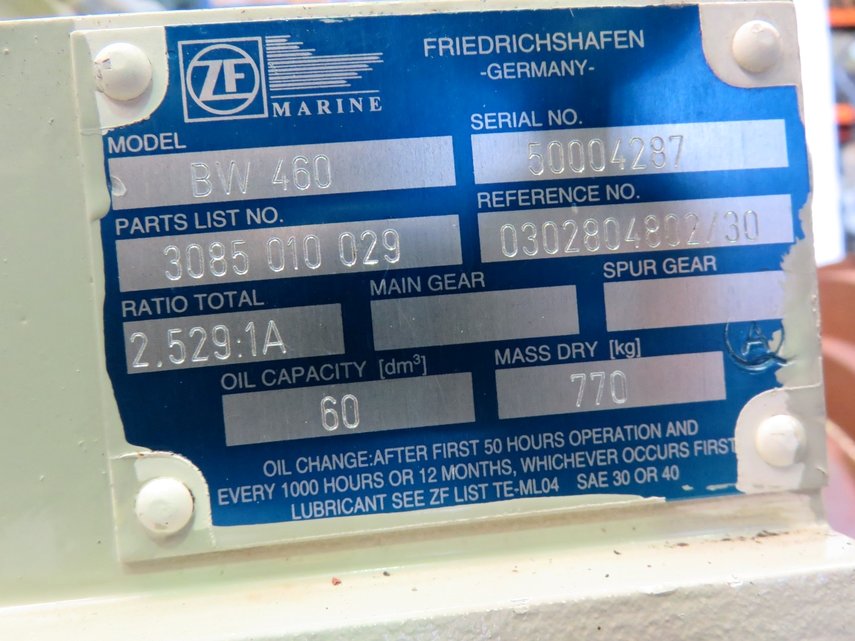 ZF
MARINE
FRIEDRICHSHAFEN
-GERMANY-
MODEL
BW 460
SERIAL NO.
50004287
PARTS LIST NO.
3085 010 029
REFERENCE NO.
0302804802/30
RATIO TOTAL
2.529:1A
MAIN GEAR
SPUR GEAR
A
OIL CAPACITY [dm³]
60
MASS DRY [kg]
770
OIL CHANGE:AFTER FIRST 50 HOURS OPERATION AND
EVERY 1000 HOURS OR 12 MONTHS, WHICHEVER OCCURS FIRST
LUBRICANT SEE ZF LIST TE-ML04 SAE 30 OR 40